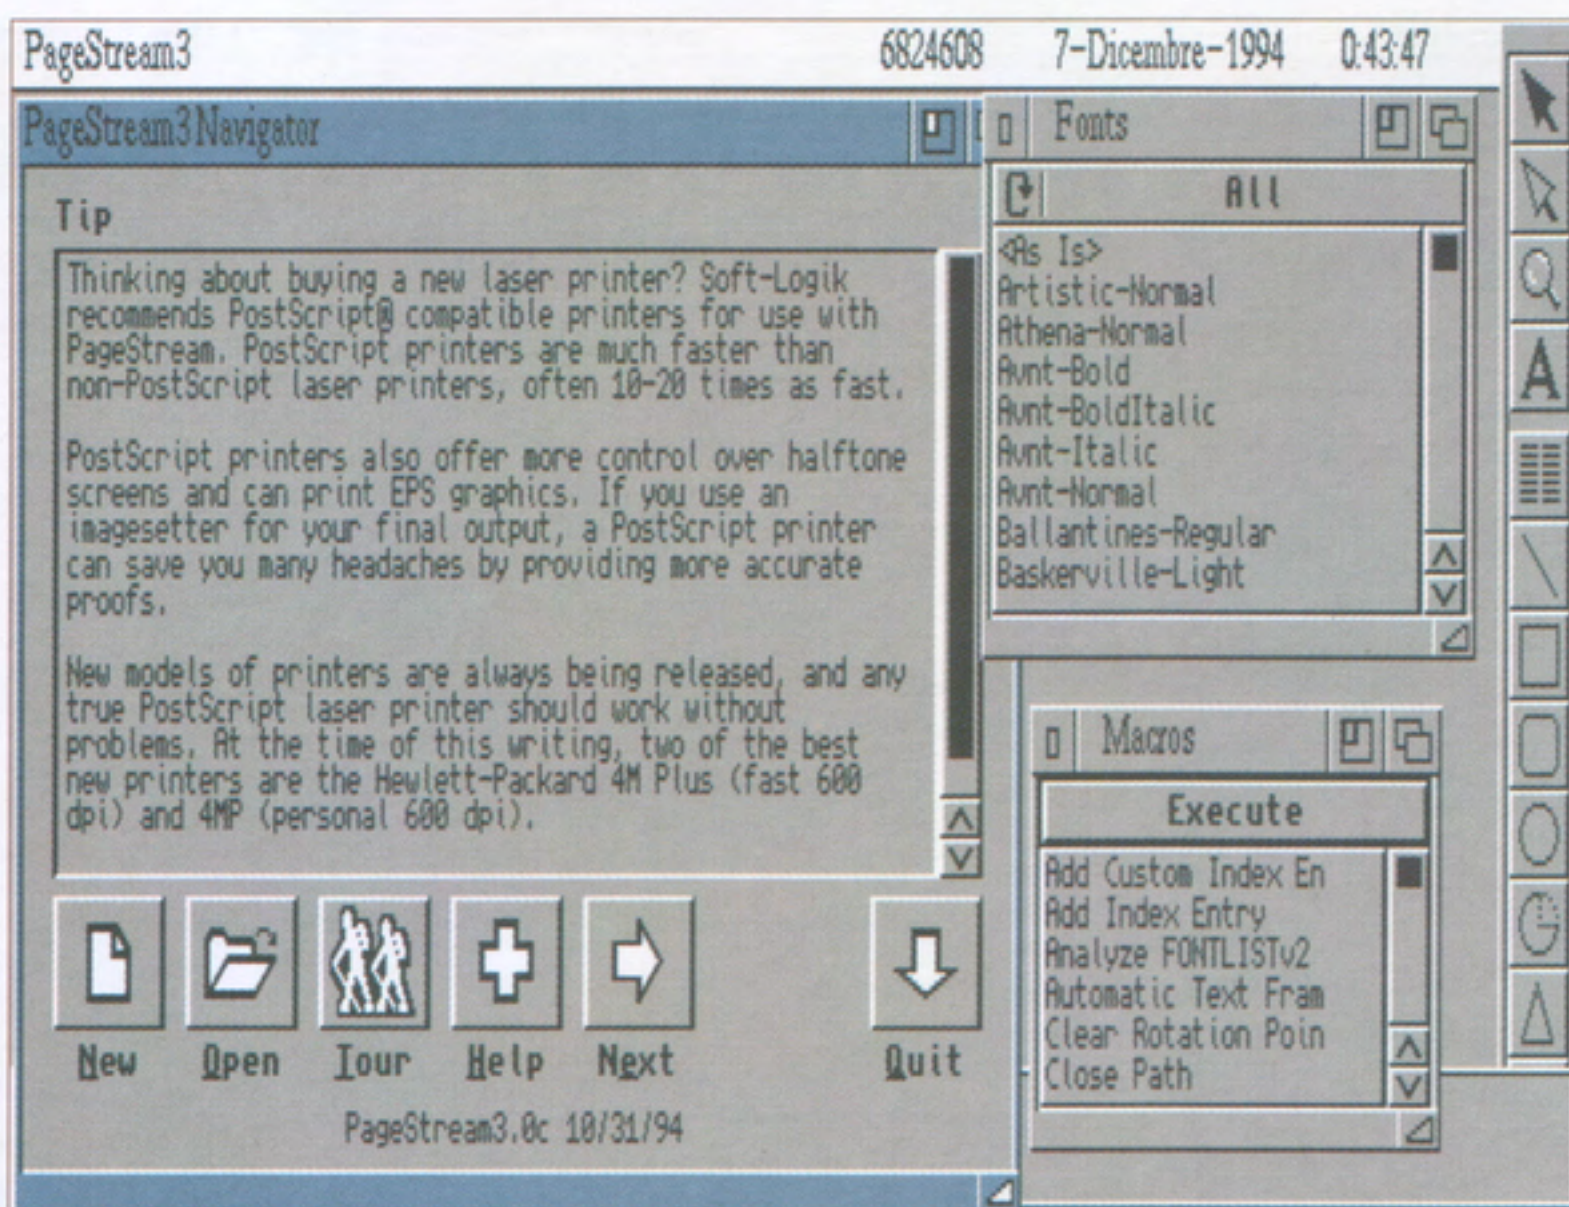 PageStream3 6824608 7-Dicembre-1994 0:43:47
PageStream3 Navigator
Tip
Thinking about buying a new laser printer? Soft-Logik
recommends PostScript® compatible printers for use with
PageStream. PostScript printers are much faster than
non-PostScript laser printers, often 10-20 times as fast.
PostScript printers also offer more control over halftone
screens and can print EPS graphics. If you use an
imagesetter for your final output, a PostScript printer
can save you many headaches by providing more accurate
proofs.
New models of printers are always being released, and any
true PostScript laser printer should work without
problems. At the time of this writing, two of the best
new printers are the Hewlett-Packard 4M Plus (fast 600
dpi) and 4MP (personal 600 dpi).
New Open Tour Help Next Quit
PageStream3.0c 10/31/94
Fonts
All
<As Is>
Artistic-Normal
Athena-Normal
Avnt-Bold
Avnt-BoldItalic
Avnt-Italic
Avnt-Normal
Ballantines-Regular
Baskerville-Light
Macros
Execute
Add Custom Index En
Add Index Entry
Analyze FONTLISTv2
Automatic Text Fram
Clear Rotation Poin
Close Path
A